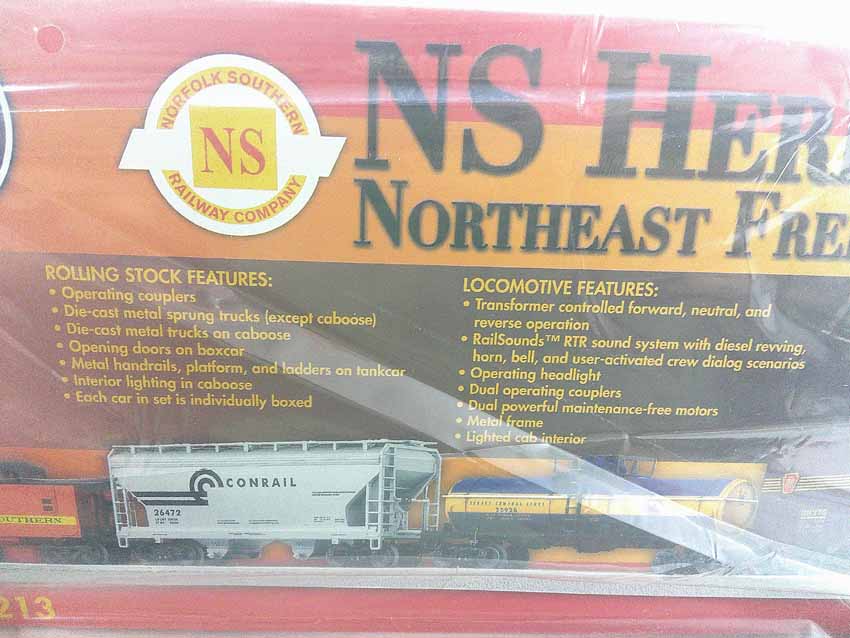 NORFOLK SOUTHERN
NS
RAILWAY COMPANY
NS HER
NORTHEAST FRE
ROLLING STOCK FEATURES:
• Operating couplers
• Die-cast metal sprung trucks (except caboose)
• Die-cast metal trucks on caboose
• Opening doors on boxcar
• Metal handrails, platform, and ladders on tankcar
• Interior lighting in caboose
• Each car in set is individually boxed
LOCOMOTIVE FEATURES:
• Transformer controlled forward, neutral, and
reverse operation
• RailSounds™ RTR sound system with diesel revving,
horn, bell, and user-activated crew dialog scenarios
• Operating headlight
• Dual operating couplers
• Dual powerful maintenance-free motors
• Metal frame
• Lighted cab interior
OUTHERN
CONRAIL
26472
JERSEY CENTRAL LINES
213